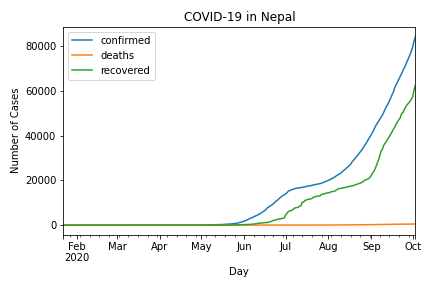 COVID-19 in Nepal
confirmed
deaths
recovered
Number of Cases
80000
60000
40000
20000
0
Feb Mar Apr May Jun Jul Aug Sep Oct
2020
Day